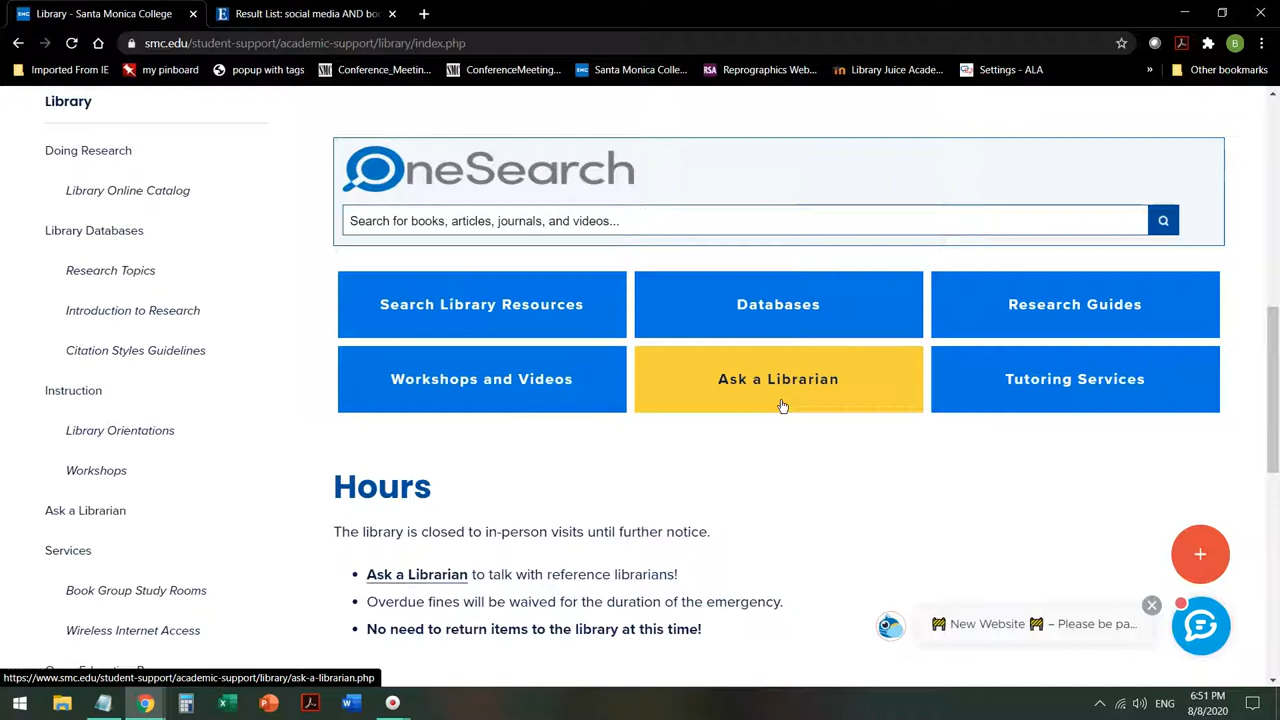 Library - Santa Monica College
Result List: social media AND bo
smc.edu/student-support/academic-support/library/index.php
Imported From IE
my pinboard
popup with tags
Conference_Meetin...
ConferenceMeeting...
Santa Monica Colle...
Reprographics Web...
Library Juice Acade...
Settings - ALA
»
Other bookmarks
Library
Doing Research
Library Online Catalog
Library Databases
Research Topics
Introduction to Research
Citation Styles Guidelines
Instruction
Library Orientations
Workshops
Ask a Librarian
Services
Book Group Study Rooms
Wireless Internet Access
OneSearch
Search for books, articles, journals, and videos...
Search Library Resources
Databases
Research Guides
Workshops and Videos
Ask a Librarian
Tutoring Services
Hours
The library is closed to in-person visits until further notice.
• Ask a Librarian to talk with reference librarians!
• Overdue fines will be waived for the duration of the emergency.
• No need to return items to the library at this time!
New Website 🚧 – Please be pa...
https://www.smc.edu/student-support/academic-support/library/ask-a-librarian.php
ENG
6:51 PM
8/8/2020